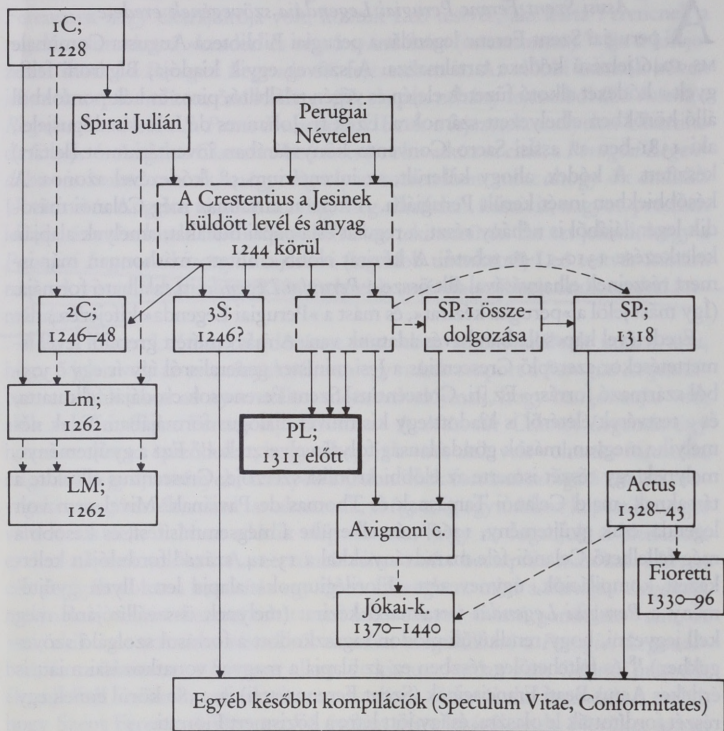 1C;
1228
Spirai Julián
Perugiai
Névtelen
A Crestentius a Jesinek
küldött levél és anyag
1244 körül
2C;
1246–48
3S;
1246?
SP-1 össze-
dolgozása
SP;
1318
Lm;
1262
PL;
1311 előtt
LM;
1262
Actus
1328–43
Avignoni c.
Fioretti
1330–96
Jókai-k.
1370–1440
Egyéb későbbi kompilációk (Speculum Vitae, Conformitates)